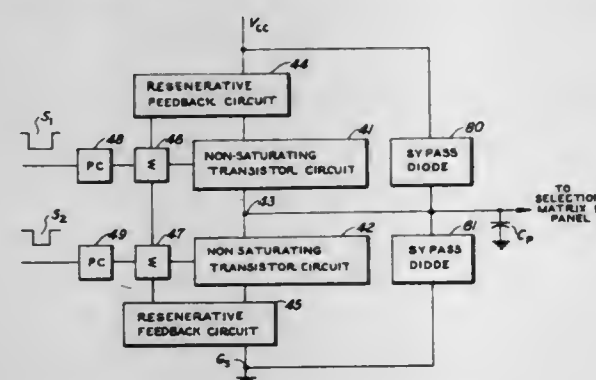 Vcc
44
REGENERATIVE
FEEDBACK CIRCUIT
S1
48
46
41
80
PC
Σ
NON-SATURATING
TRANSISTOR CIRCUIT
BYPASS
DIODE
43
TO
SELECTION
MATRIX
PANEL
S2
49
47
42
81
CP
PC
Σ
NON SATURATING
TRANSISTOR CIRCUIT
BYPASS
DIODE
45
REGENERATIVE
FEEDBACK CIRCUIT
GS